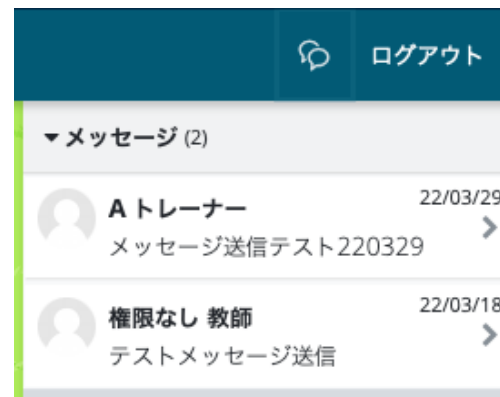 ログアウト
メッセージ (2)
A トレーナー
22/03/29
メッセージ送信テスト220329
権限なし 教師
22/03/18
テストメッセージ送信